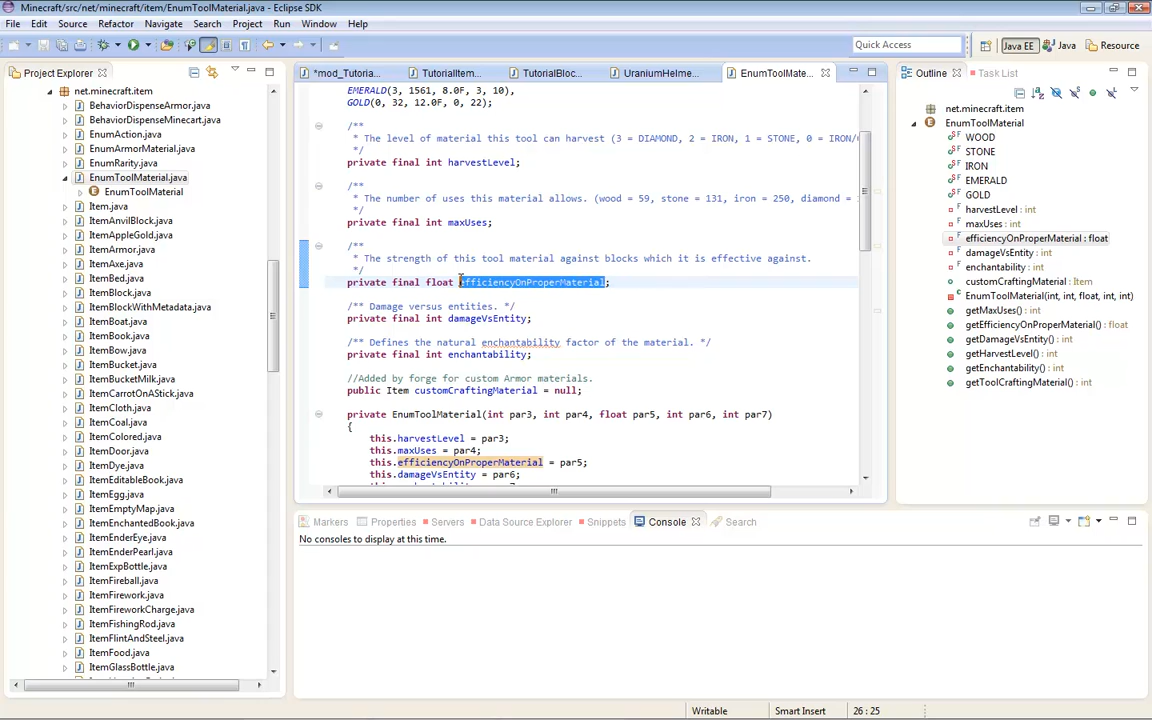 Minecraft/src/net/minecraft/item/EnumToolMaterial.java - Eclipse SDK
File Edit Source Refactor Navigate Search Project Run Window Help
Quick Access
Java EE Java Resource
Project Explorer
net.minecraft.item
BehaviorDispenseArmor.java
BehaviorDispenseMinecart.java
EnumAction.java
EnumArmorMaterial.java
EnumRarity.java
EnumToolMaterial.java
EnumToolMaterial
Item.java
ItemAnvilBlock.java
ItemAppleGold.java
ItemArmor.java
ItemAxe.java
ItemBed.java
ItemBlock.java
ItemBlockWithMetadata.java
ItemBoat.java
ItemBook.java
ItemBow.java
ItemBucket.java
ItemBucketMilk.java
ItemCarrotOnAStick.java
ItemCloth.java
ItemCoal.java
ItemColored.java
ItemDoor.java
ItemDye.java
ItemEditableBook.java
ItemEgg.java
ItemEmptyMap.java
ItemEnchantedBook.java
ItemEnderEye.java
ItemEnderPearl.java
ItemExpBottle.java
ItemFireball.java
ItemFirework.java
ItemFireworkCharge.java
ItemFishingRod.java
ItemFlintAndSteel.java
ItemFood.java
ItemGlassBottle.java
*mod_Tutoria... TutorialItem... TutorialBloc... UraniumHelme... EnumToolMate...
EMERALD(3, 1561, 8.0F, 3, 10),
GOLD(0, 32, 12.0F, 0, 22);
/**
* The level of material this tool can harvest (3 = DIAMOND, 2 = IRON, 1 = STONE, 0 = IRON/
*/
private final int harvestLevel;
/**
* The number of uses this material allows. (wood = 59, stone = 131, iron = 250, diamond =
*/
private final int maxUses;
/**
* The strength of this tool material against blocks which it is effective against.
*/
private final float efficiencyOnProperMaterial;
/** Damage versus entities. */
private final int damageVsEntity;
/** Defines the natural enchantability factor of the material. */
private final int enchantability;
//Added by forge for custom Armor materials.
public Item customCraftingMaterial = null;
private EnumToolMaterial(int par3, int par4, float par5, int par6, int par7)
{
this.harvestLevel = par3;
this.maxUses = par4;
this.efficiencyOnProperMaterial = par5;
this.damageVsEntity = par6;
Outline Task List
net.minecraft.item
EnumToolMaterial
WOOD
STONE
IRON
EMERALD
GOLD
harvestLevel : int
maxUses : int
efficiencyOnProperMaterial : float
damageVsEntity : int
enchantability : int
customCraftingMaterial : Item
EnumToolMaterial(int, int, float, int, int)
getMaxUses() : int
getEfficiencyOnProperMaterial() : float
getDamageVsEntity() : int
getHarvestLevel() : int
getEnchantability() : int
getToolCraftingMaterial() : int
Markers Properties Servers Data Source Explorer Snippets Console Search
No consoles to display at this time.
Writable Smart Insert 26 : 25